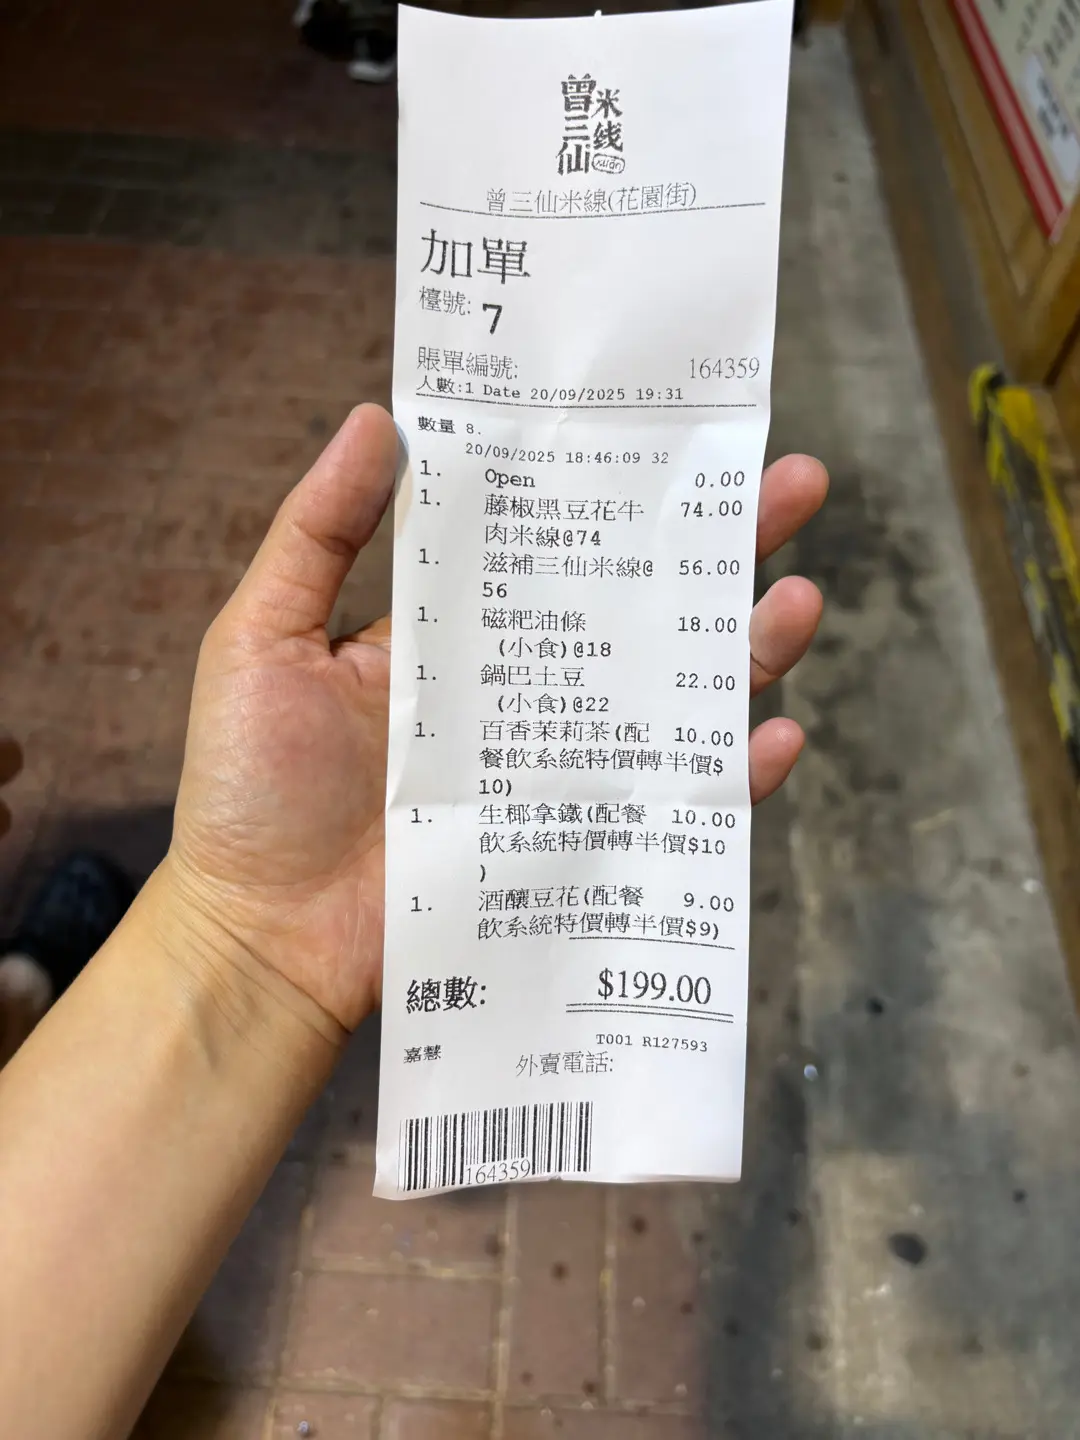 曾三仙
米线
xuǎn
曾三仙米線(花園街)
加單
檯號: 7
賬單編號: 164359
人數:1 Date 20/09/2025 19:31
數量 8.
20/09/2025 18:46:09 32
1. Open 0.00
1. 藤椒黑豆花牛 74.00
肉米線@74
1. 滋補三仙米線@ 56.00
56
1. 磁粑油條 18.00
(小食)@18
1. 鍋巴土豆 22.00
(小食)@22
1. 百香茉莉茶(配 10.00
餐飲系統特價轉半價$
10)
1. 生椰拿鐵(配餐 10.00
飲系統特價轉半價$10
)
1. 酒釀豆花(配餐 9.00
飲系統特價轉半價$9)
總數: $199.00
T001 R127593
嘉慧
外賣電話:
164359